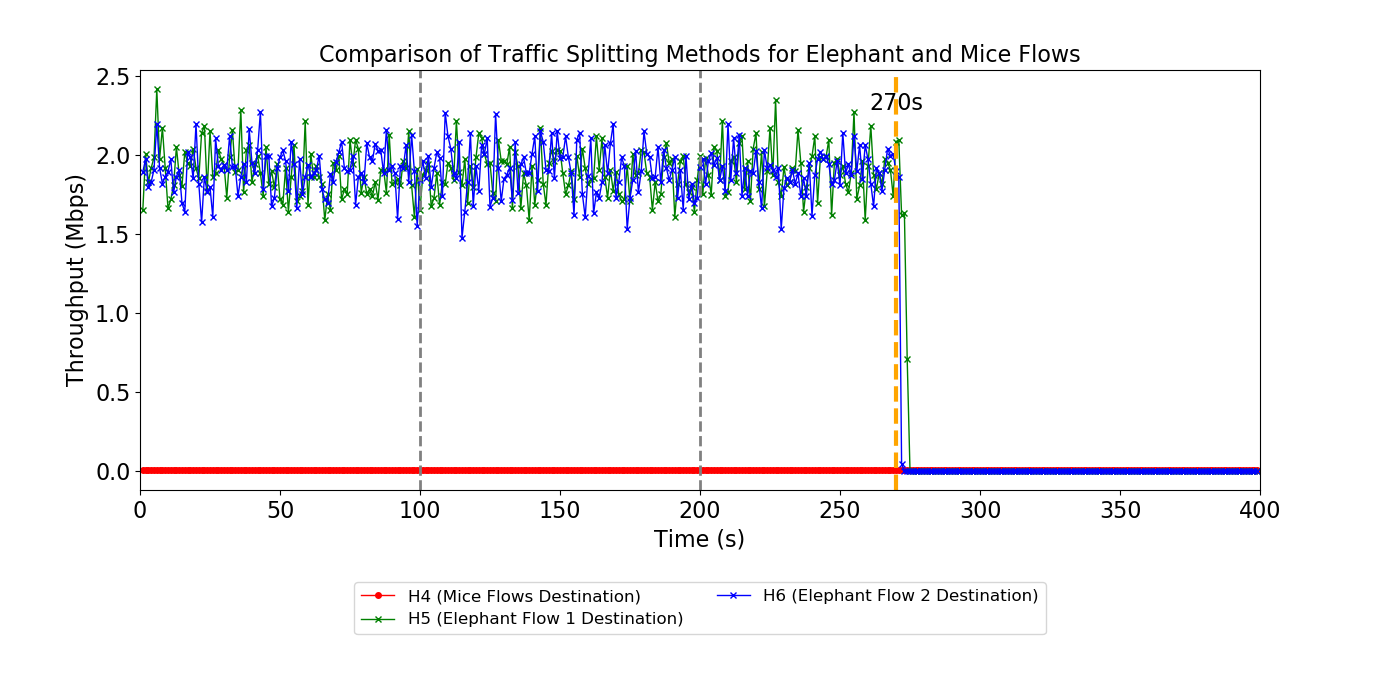 Comparison of Traffic Splitting Methods for Elephant and Mice Flows
2.5
270s
2.0
1.5
1.0
0.5
0.0
Throughput (Mbps)
0 50 100 150 200 250 300 350 400
Time (s)
H4 (Mice Flows Destination)
H5 (Elephant Flow 1 Destination)
H6 (Elephant Flow 2 Destination)